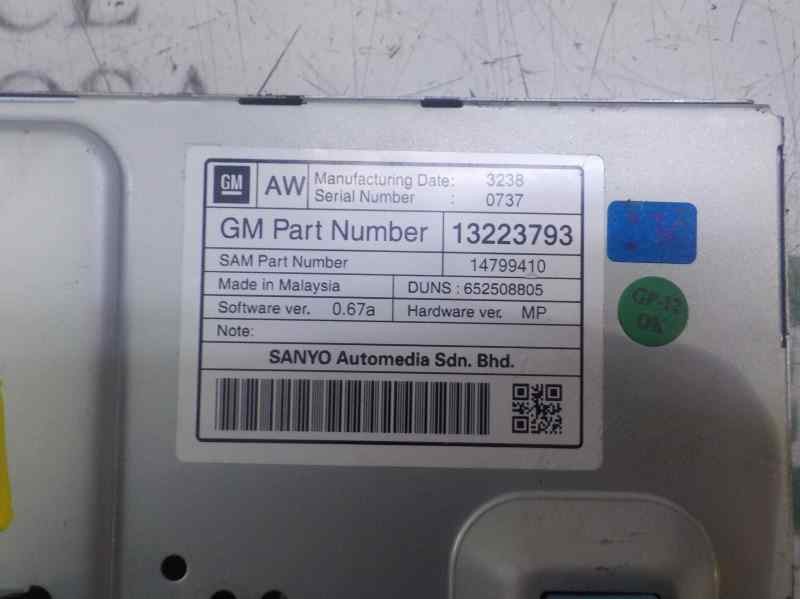 GM AW Manufacturing Date: 3238
Serial Number : 0737
GM Part Number 13223793
SAM Part Number 14799410
Made in Malaysia DUNS : 652508805
Software ver. 0.67a Hardware ver. MP
Note:
SANYO Automedia Sdn. Bhd.
OK